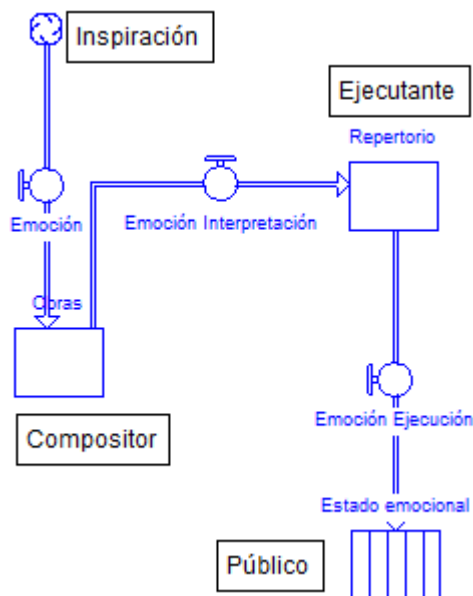 Inspiración
Ejecutante
Repertorio
Emoción
Emoción Interpretación
Obras
Compositor
Emoción Ejecución
Estado emocional
Público